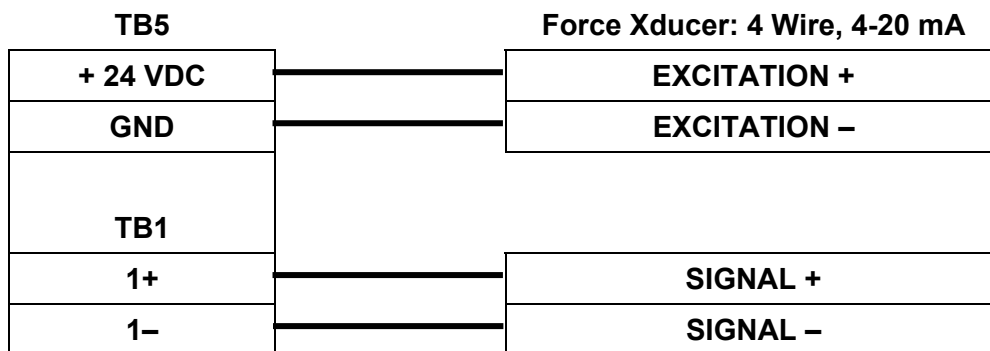 TB5 Force Xducer: 4 Wire, 4-20 mA
+ 24 VDC EXCITATION +
GND EXCITATION –
TB1
1+ SIGNAL +
1– SIGNAL –